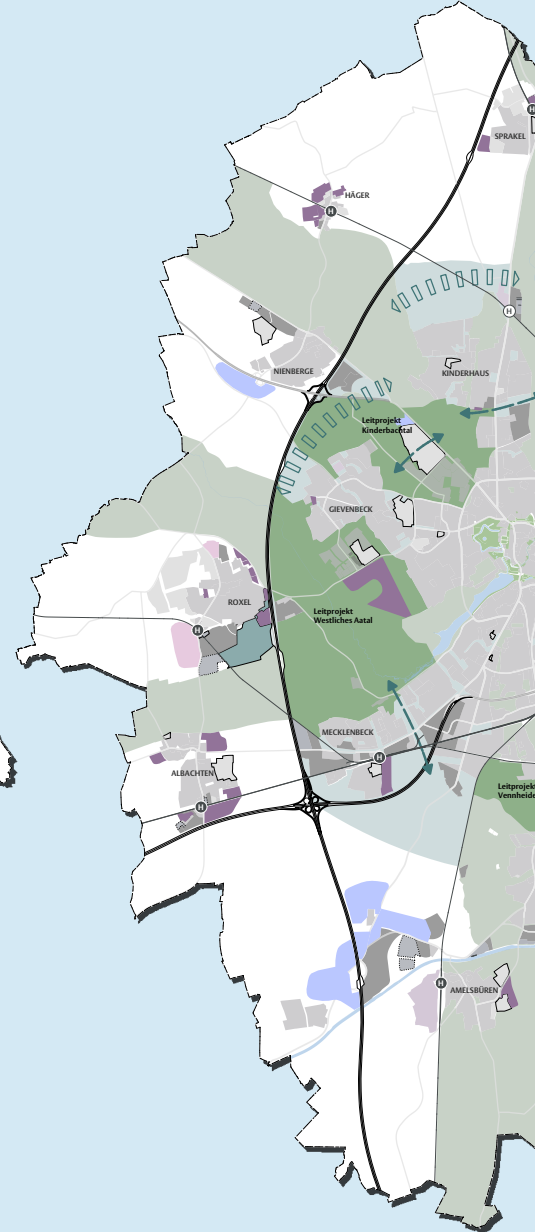 H
SPRAKEL
HÄGER
H
H
NIENBERGE
KINDERHAUS
Leitprojekt
Kinderbachtal
GIEVENBECK
ROXEL
Leitprojekt
Westliches Aatal
H
MECKLENBECK
H
ALBACHTEN
Leitprojekt
Vennheide
H
H
AMELSBÜREN